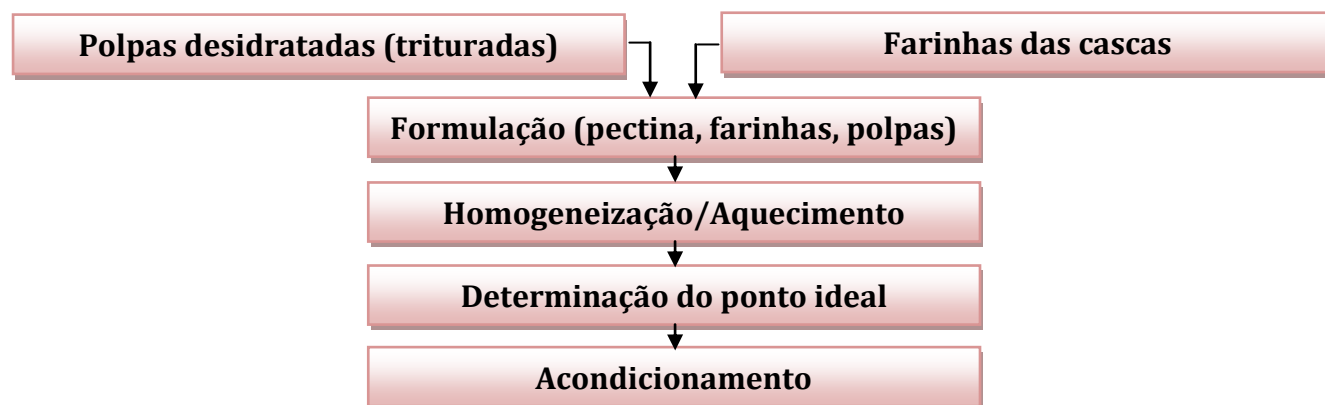 Polpas desidratadas (trituradas)
Farinhas das cascas
Formulação (pectina, farinhas, polpas)
Homogeneização/Aquecimento
Determinação do ponto ideal
Acondicionamento